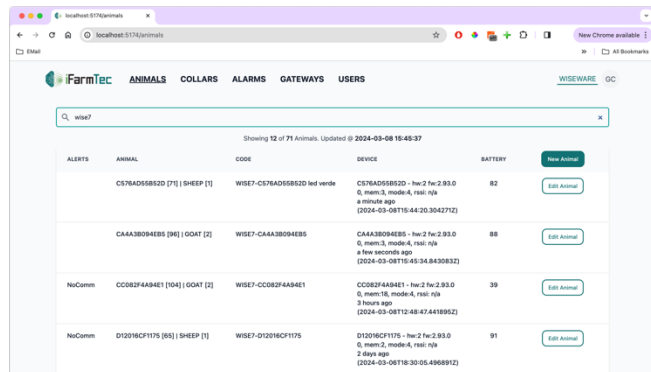 localhost:5174/animals
localhost:5174/animals
New Chrome available
EMail
All Bookmarks
iFarmTec ANIMALS COLLARS ALARMS GATEWAYS USERS WISEWARE GC
wise7
Showing 12 of 71 Animals. Updated @ 2024-03-08 15:45:37
ALERTS ANIMAL CODE DEVICE BATTERY New Animal
C576AD55B52D [71] | SHEEP [1] WISE7-C576AD55B52D led verde C576AD55B52D - hw:2 fw:2.93.0 82 Edit Animal
0, mem:3, mode:4, rssi: n/a
a minute ago
(2024-03-08T15:44:20.304271Z)
CA4A3B094EB5 [96] | GOAT [2] WISE7-CA4A3B094EB5 CA4A3B094EB5 - hw:2 fw:2.93.0 88 Edit Animal
0, mem:3, mode:4, rssi: n/a
a few seconds ago
(2024-03-08T15:45:34.843083Z)
NoComm CC082F4A94E1 [104] | GOAT [2] WISE7-CC082F4A94E1 CC082F4A94E1 - hw:2 fw:2.93.0 39 Edit Animal
0, mem:18, mode:4, rssi: n/a
3 hours ago
(2024-03-08T12:48:47.441895Z)
NoComm D12016CF1175 [65] | SHEEP [1] WISE7-D12016CF1175 D12016CF1175 - hw:2 fw:2.93.0 91 Edit Animal
0, mem:2, mode:4, rssi: n/a
2 days ago
(2024-03-06T18:30:05.496891Z)